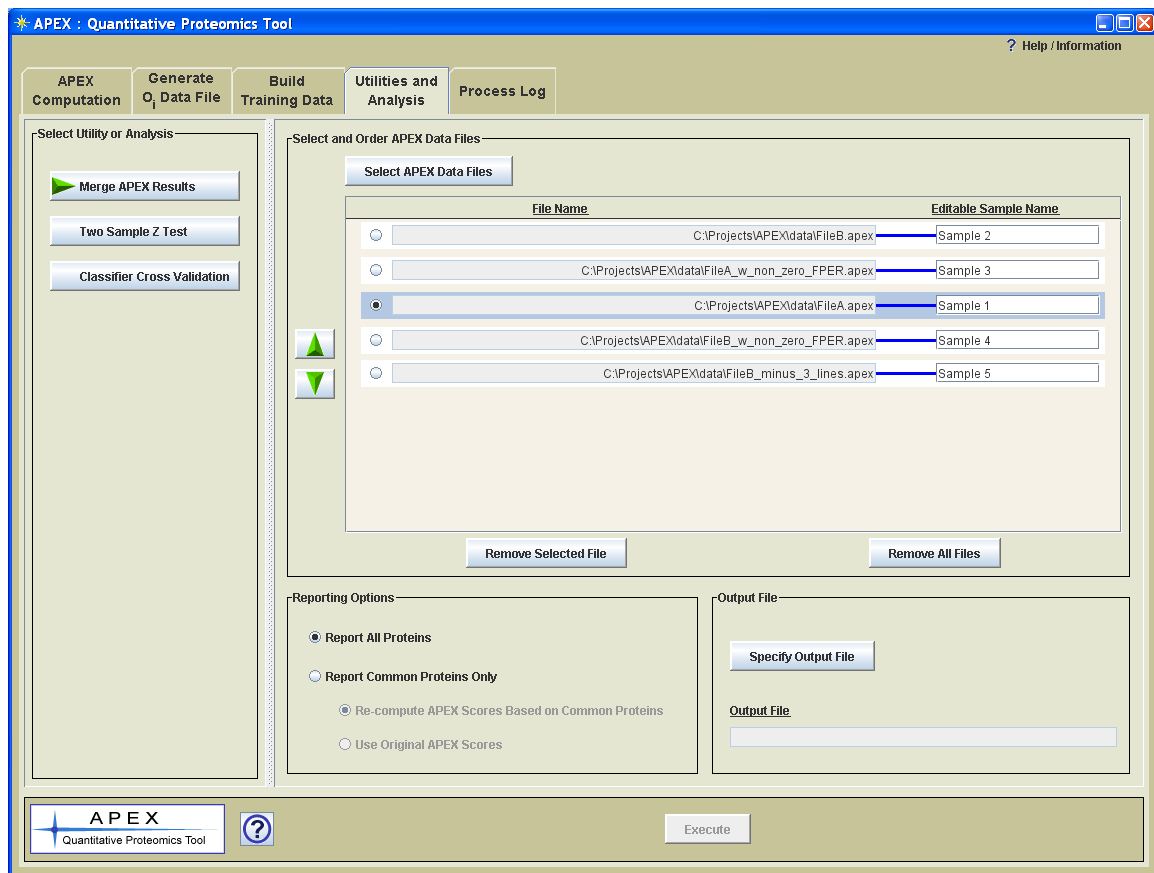 APEX : Quantitative Proteomics Tool
? Help / Information
APEX Computation
Generate Oi Data File
Build Training Data
Utilities and Analysis
Process Log
Select Utility or Analysis
Merge APEX Results
Two Sample Z Test
Classifier Cross Validation
Select and Order APEX Data Files
Select APEX Data Files
File Name Editable Sample Name
C:\Projects\APEX\data\FileB.apex Sample 2
C:\Projects\APEX\data\FileA_w_non_zero_FPER.apex Sample 3
C:\Projects\APEX\data\FileA.apex Sample 1
C:\Projects\APEX\data\FileB_w_non_zero_FPER.apex Sample 4
C:\Projects\APEX\data\FileB_minus_3_lines.apex Sample 5
Remove Selected File Remove All Files
Reporting Options
Report All Proteins
Report Common Proteins Only
Re-compute APEX Scores Based on Common Proteins
Use Original APEX Scores
Output File
Specify Output File
Output File
APEX
Quantitative Proteomics Tool
?
Execute